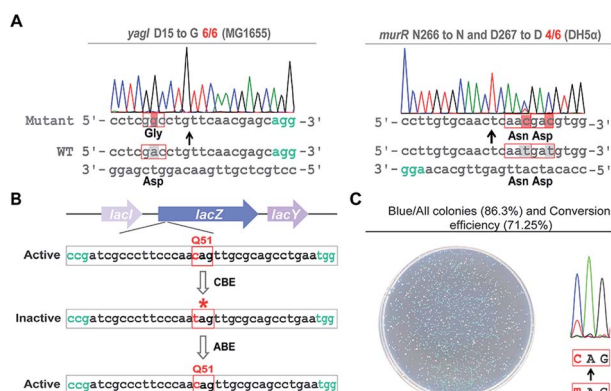 A
yagI D15 to G 6/6 (MG1655)
Mutant 5'- cctcggcctgttcaacgagcagg -3'
Gly
WT 5'- cctcgacctgttcaacgagcagg -3'
3'- ggagctggacaagttgctcgtcc -5'
Asp
murR N266 to N and D267 to D 4/6 (DH5α)
5'- ccttgtgcaactcaacgacgtgg -3'
Asn Asp
5'- ccttgtgcaactcaatgatgtgg -3'
3'- ggaacacgttgagttactacacc -5'
Asn Asp
B
lacI lacZ lacY
Q51
Active ccgatcgcccttcccaacagttgcgcagcctgaatgg
CBE
*
Inactive ccgatcgcccttcccaatagttgcgcagcctgaatgg
ABE
Q51
Active ccgatcgcccttcccaacagttgcgcagcctgaatgg
C
Blue/All colonies (86.3%) and Conversion
efficiency (71.25%)
C A G
T A G